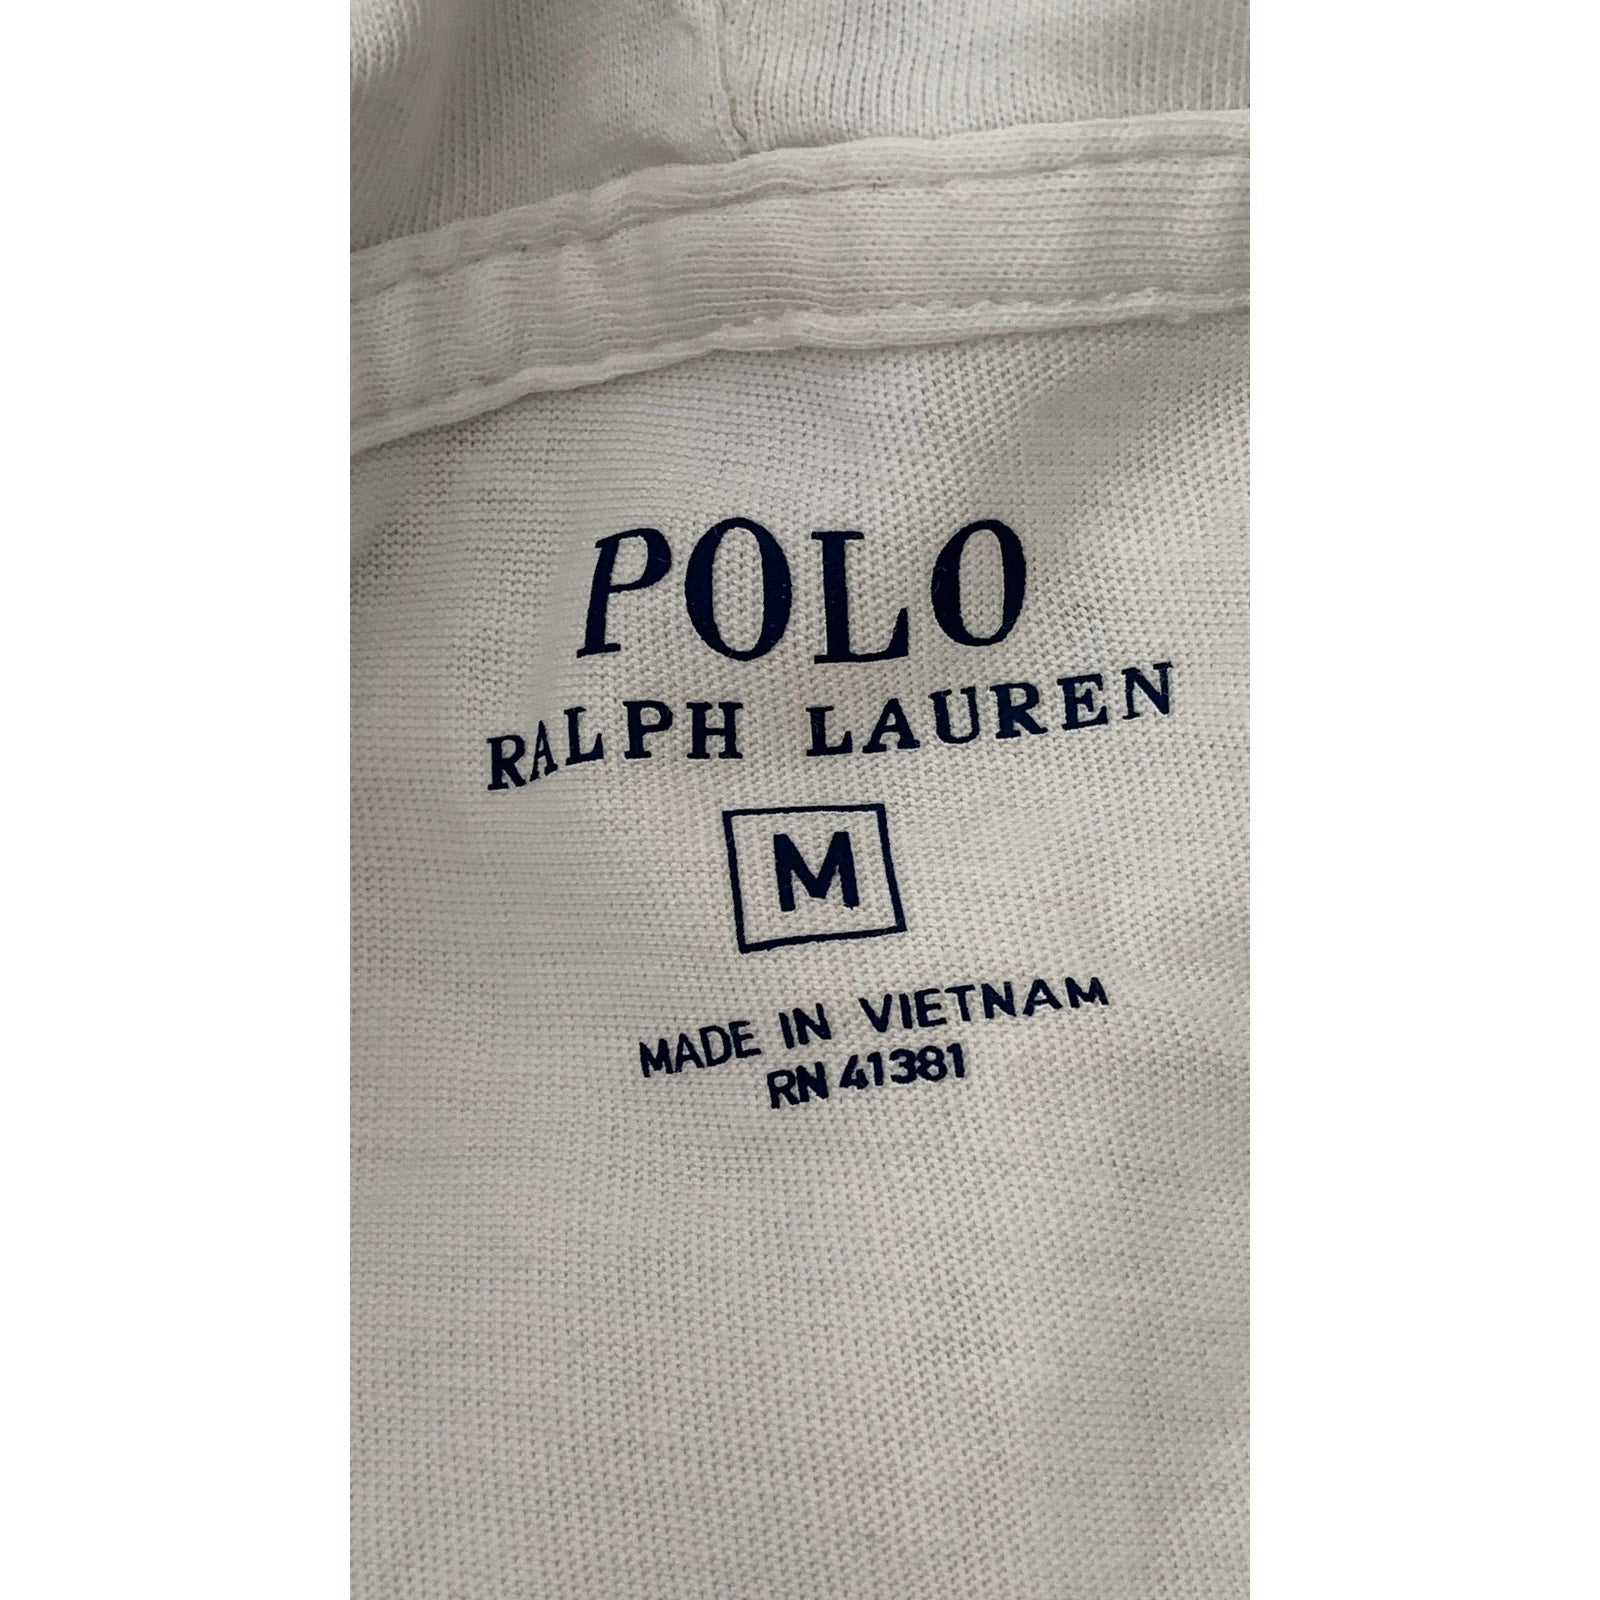 POLO
RALPH LAUREN
M
MADE IN VIETNAM
RN 41381